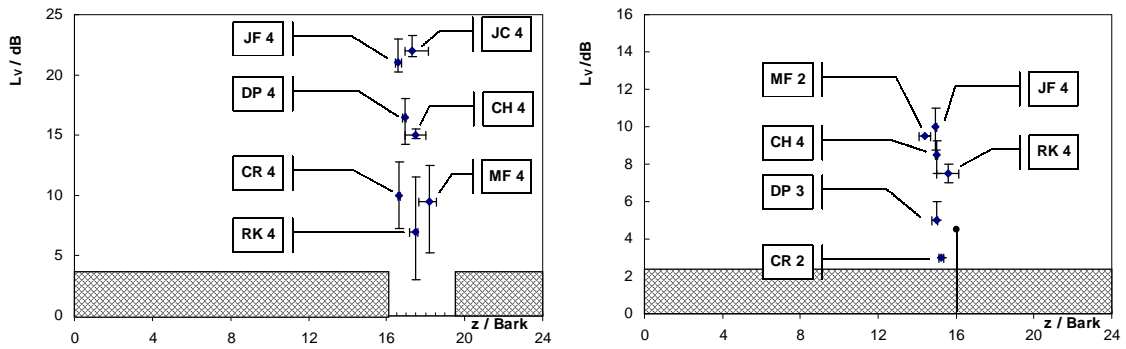 Lv / dB
25
20
15
10
5
0
0 4 8 12 16 20 24
z / Bark
JF 4
JC 4
DP 4
CH 4
CR 4
MF 4
RK 4
Lv /dB
16
14
12
10
8
6
4
2
0
0 4 8 12 16 20 24
z / Bark
MF 2
JF 4
CH 4
RK 4
DP 3
CR 2